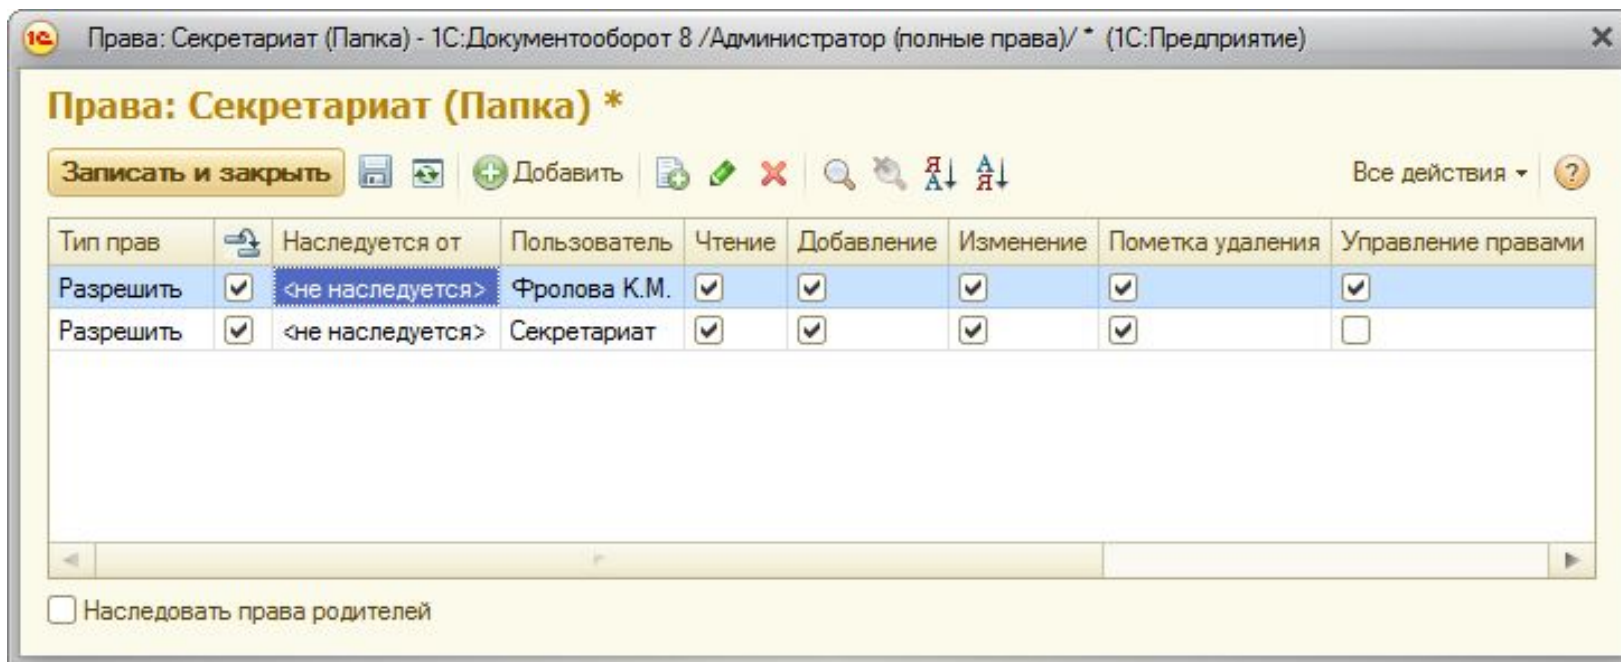 1С Права: Секретариат (Папка) - 1С:Документооборот 8 /Администратор (полные права)/ * (1С:Предприятие)
Права: Секретариат (Папка) *
Записать и закрыть Добавить Я А А Я Все действия ?
Тип прав Наследуется от Пользователь Чтение Добавление Изменение Пометка удаления Управление правами
Разрешить <не наследуется> Фролова К.М.
Разрешить <не наследуется> Секретариат
Наследовать права родителей